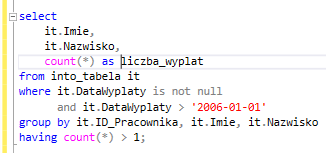 select
it.Imie,
it.Nazwisko,
count(*) as liczba_wyplat
from into_tabela it
where it.DataWyplaty is not null
and it.DataWyplaty > '2006-01-01'
group by it.ID_Pracownika, it.Imie, it.Nazwisko
having count(*) > 1;